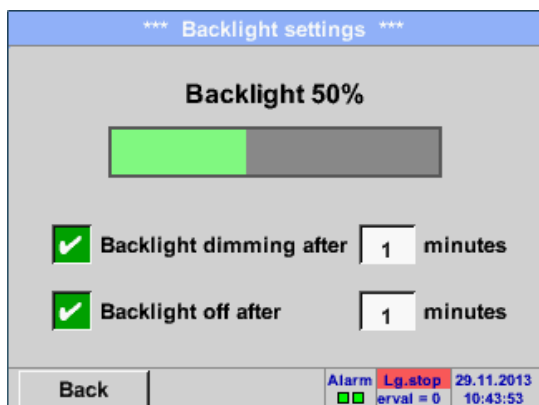 *** Backlight settings ***
Backlight 50%
Backlight dimming after 1 minutes
Backlight off after 1 minutes
Back
Alarm Lg.stop 29.11.2013
erval = 0 10:43:53